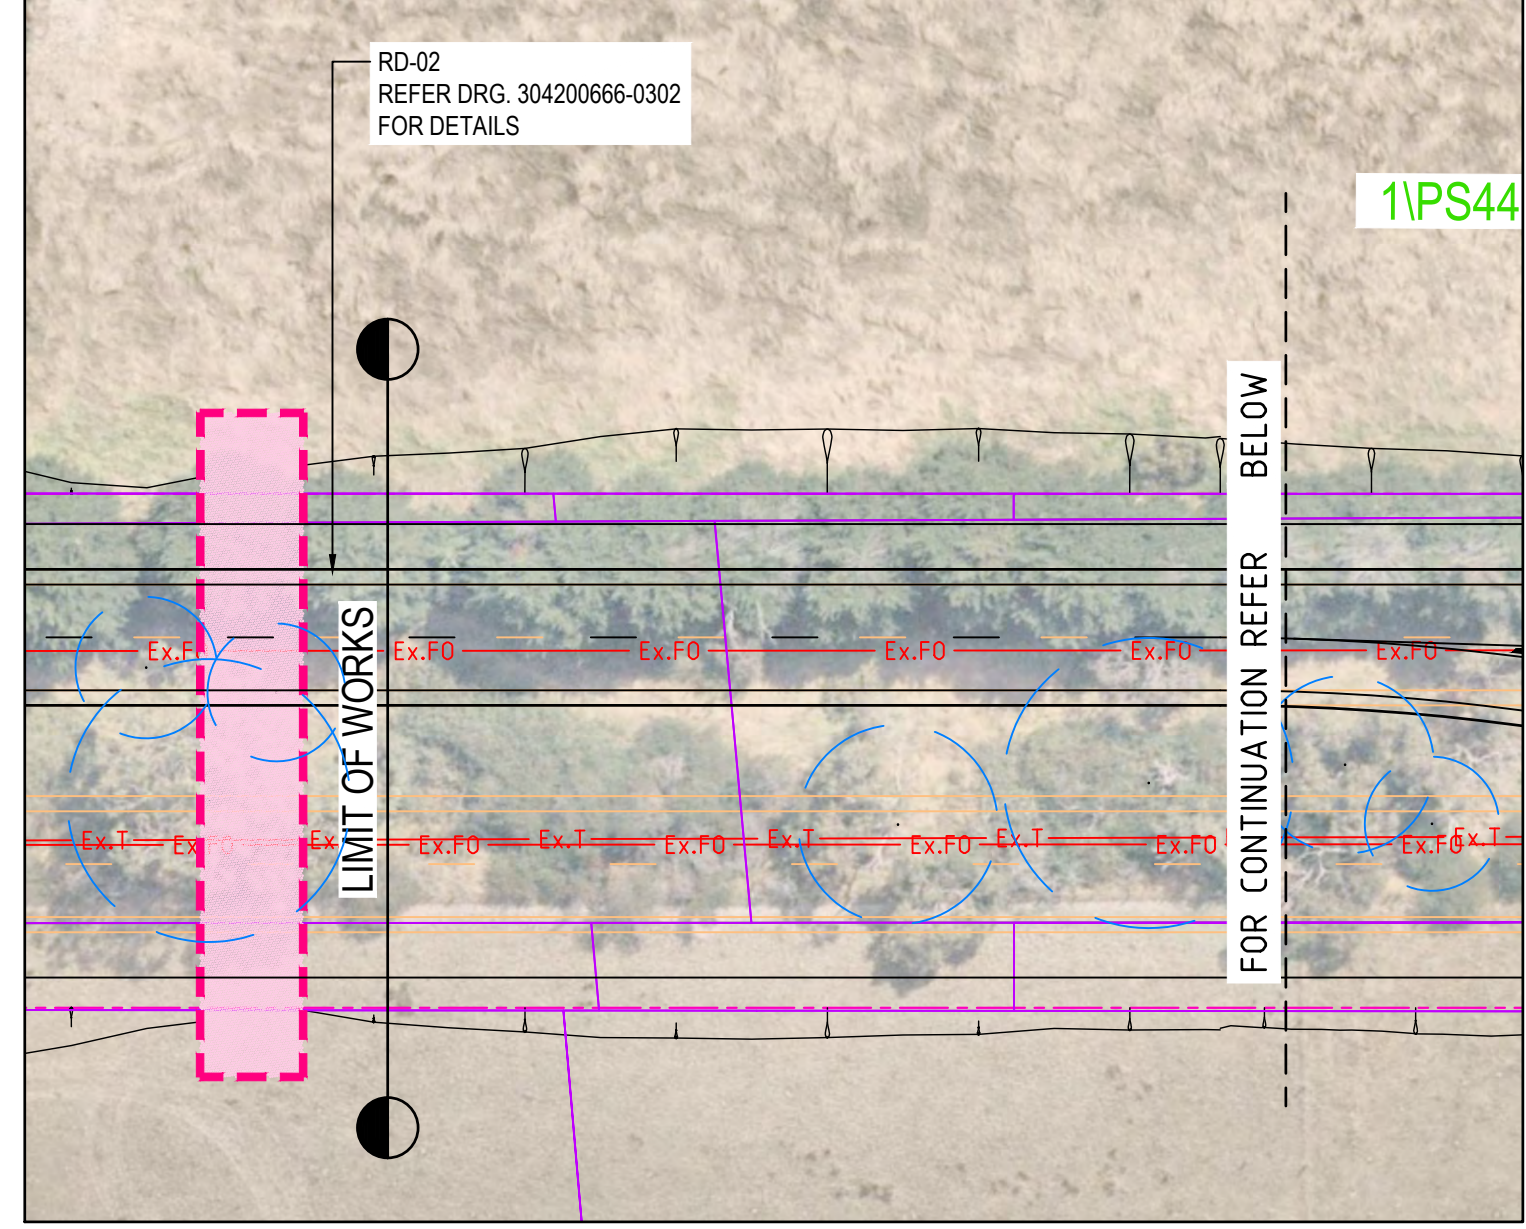 RD-02
REFER DRG. 304200666-0302
FOR DETAILS
1\PS44
LIMIT OF WORKS
FOR CONTINUATION REFER BELOW
Ex.FO Ex.FO Ex.FO Ex.FO Ex.FO
Ex.T Ex.FO Ex Ex.FO Ex.T Ex.FO Ex.T Ex.FO Ex.T Ex.FO Ex.FO Ex.T